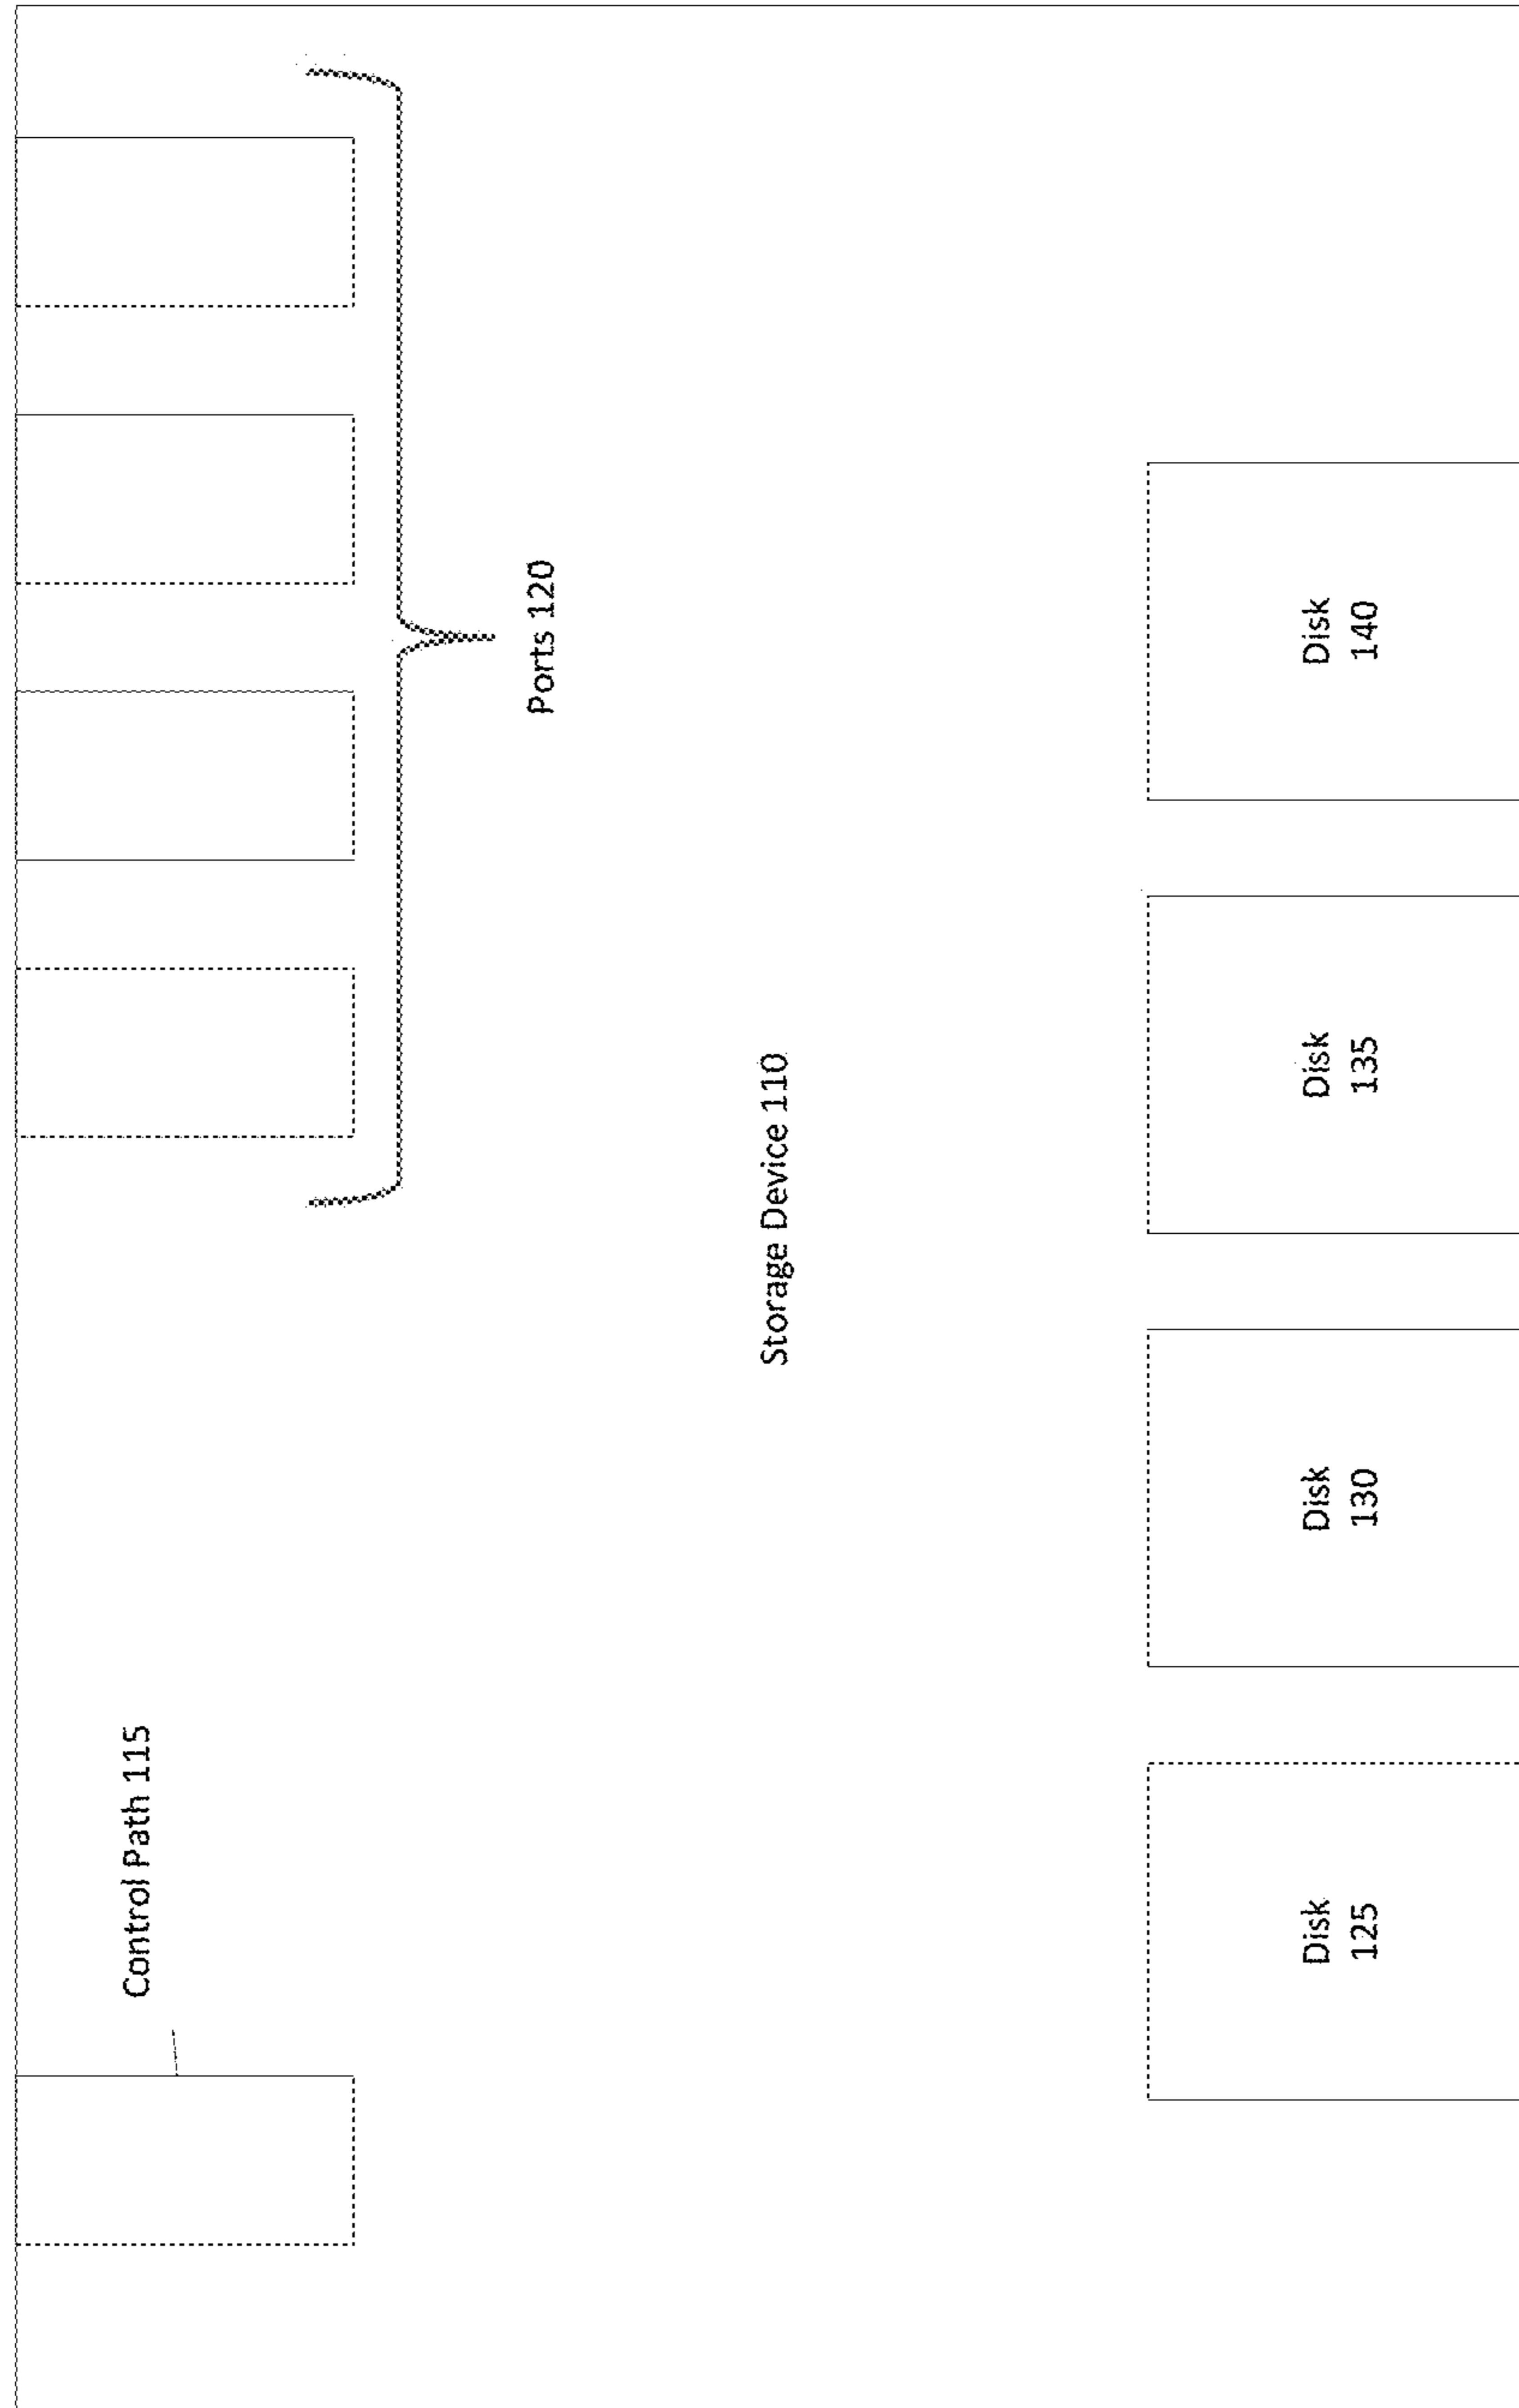 Control Path 115
Ports 120
Storage Device 110
Disk
125
Disk
130
Disk
135
Disk
140